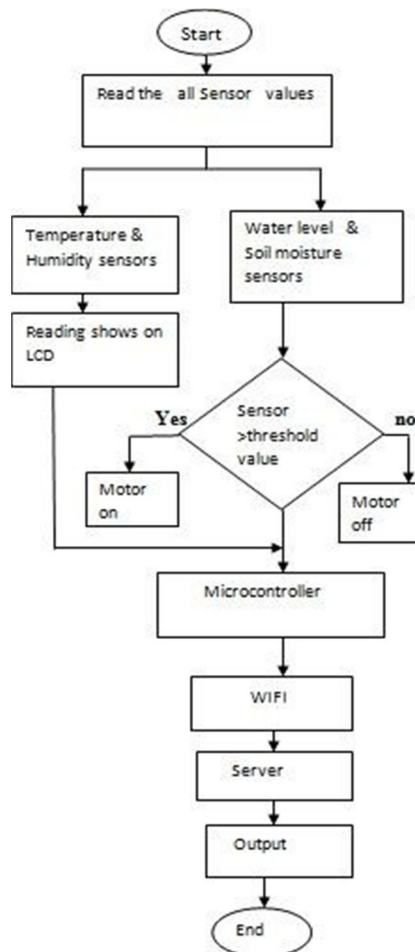 Start
Read the all Sensor values
Temperature &
Humidity sensors
Water level &
Soil moisture
sensors
Reading shows on
LCD
Yes
Sensor
>threshold
value
no
Motor
on
Motor
off
Microcontroller
WIFI
Server
Output
End